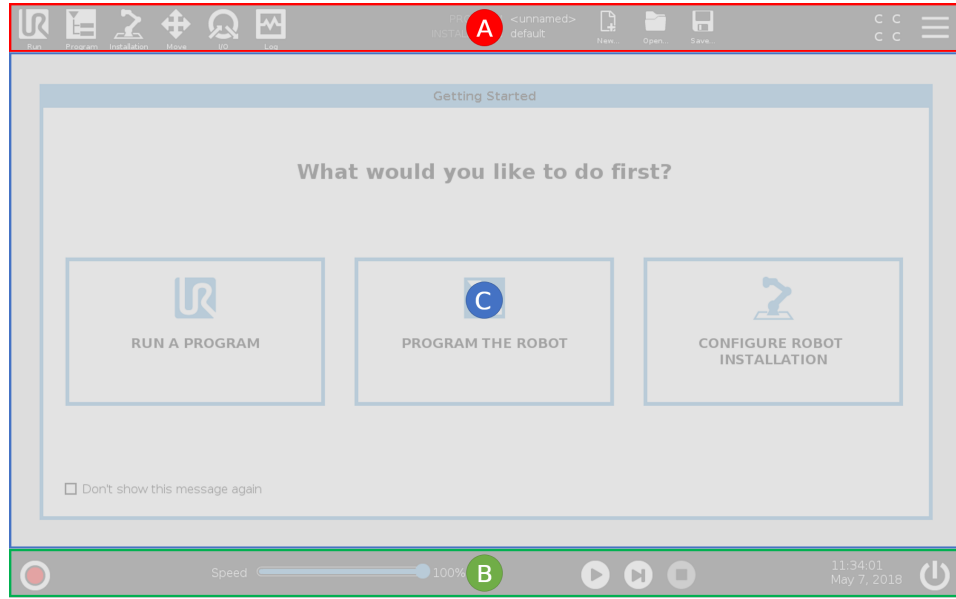 Run Program Installation Move I/O Log
<unnamed>
default
New... Open... Save...
C C
C C
A
Getting Started
What would you like to do first?
C
RUN A PROGRAM
PROGRAM THE ROBOT
CONFIGURE ROBOT
INSTALLATION
Don't show this message again
Speed 100%
B
11:34:01
May 7, 2018